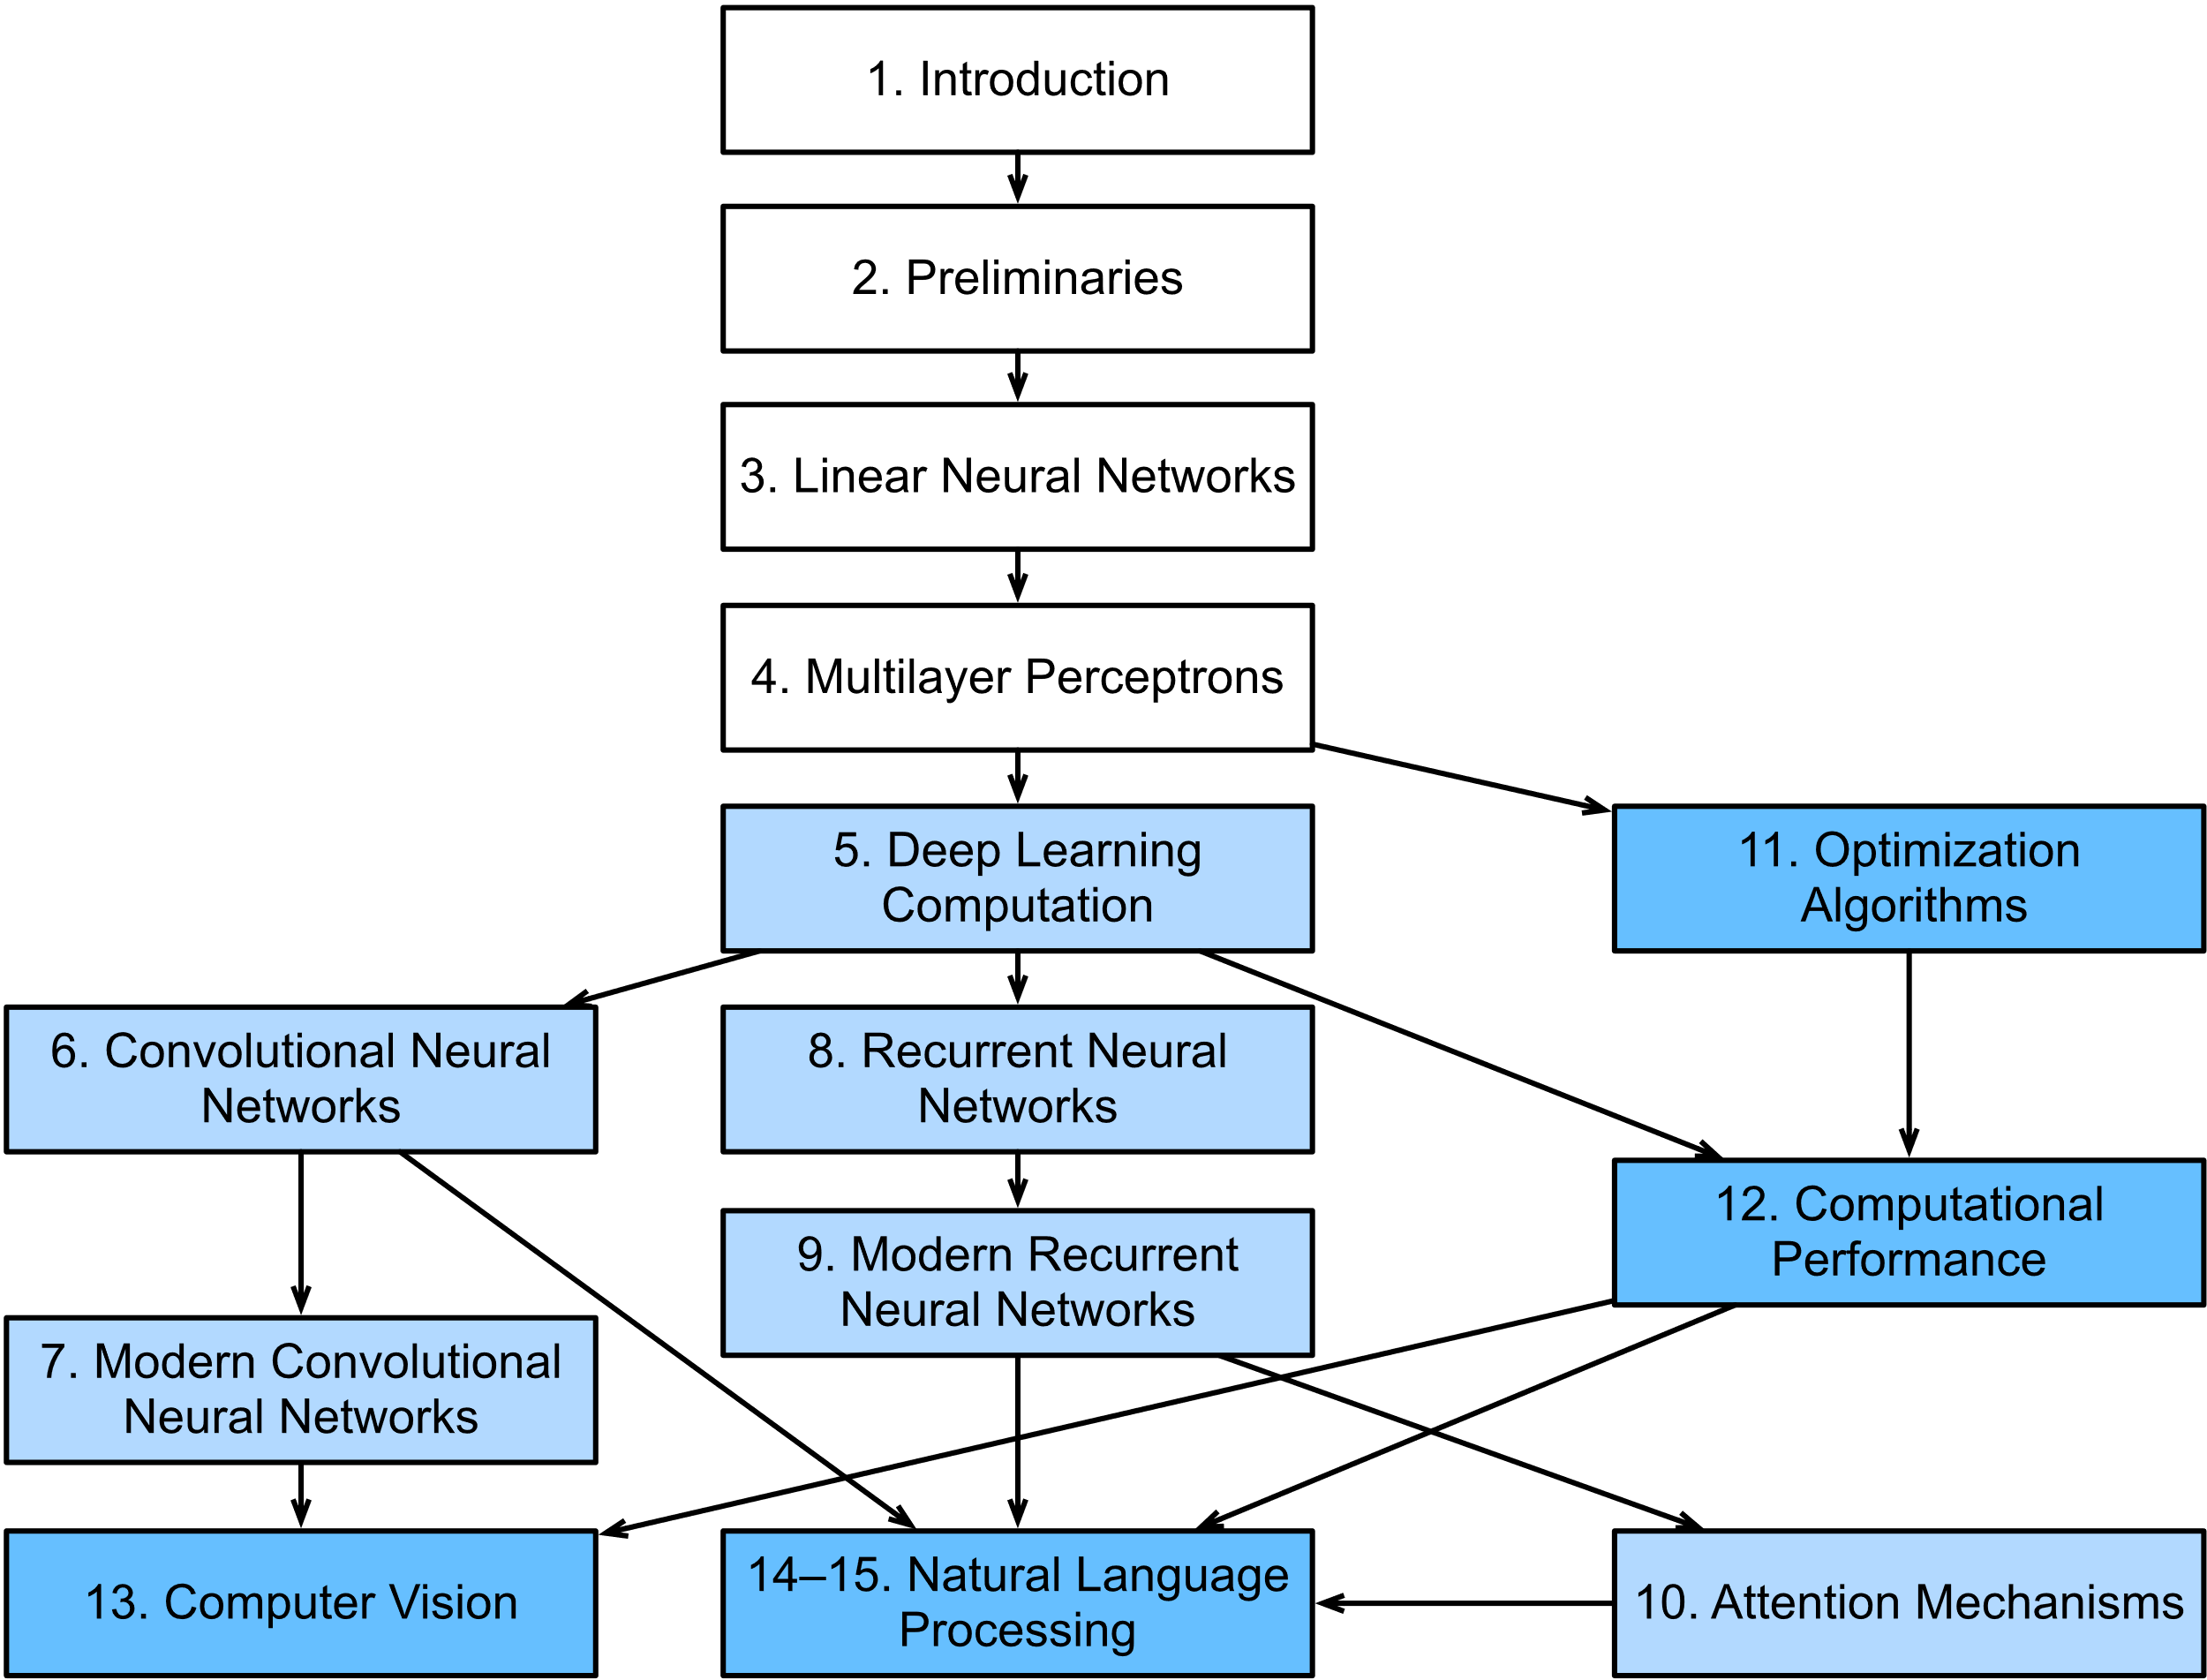 1. Introduction
2. Preliminaries
3. Linear Neural Networks
4. Multilayer Perceptrons
5. Deep Learning
Computation
11. Optimization
Algorithms
6. Convolutional Neural
Networks
8. Recurrent Neural
Networks
12. Computational
Performance
9. Modern Recurrent
Neural Networks
7. Modern Convolutional
Neural Networks
13. Computer Vision
14–15. Natural Language
Processing
10. Attention Mechanisms